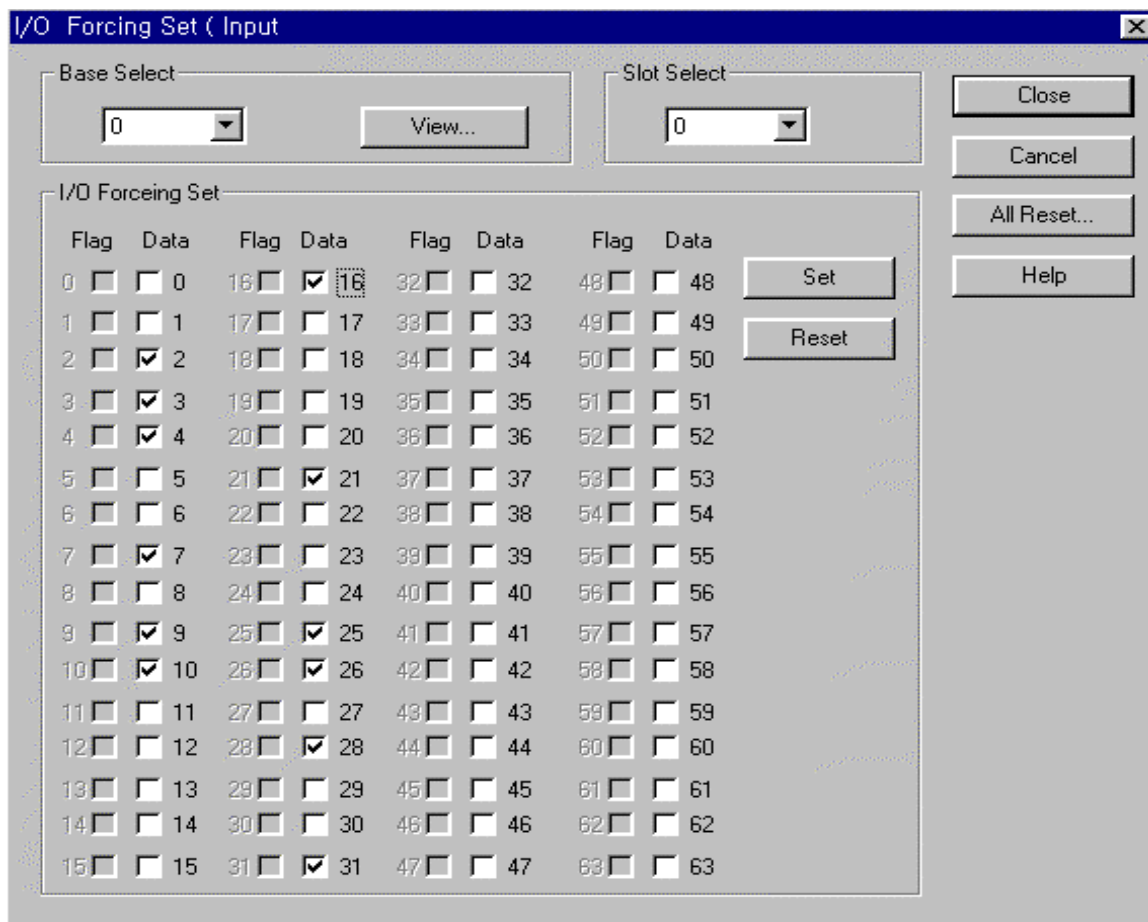 I/O Forcing Set ( Input
Base Select
Slot Select
0
View...
0
Close
Cancel
All Reset...
Help
I/O Forceing Set
Flag Data Flag Data Flag Data Flag Data
0 0 16 16 32 32 48 48
1 1 17 17 33 33 49 49
2 2 18 18 34 34 50 50
3 3 19 19 35 35 51 51
4 4 20 20 36 36 52 52
5 5 21 21 37 37 53 53
6 6 22 22 38 38 54 54
7 7 23 23 39 39 55 55
8 8 24 24 40 40 56 56
9 9 25 25 41 41 57 57
10 10 26 26 42 42 58 58
11 11 27 27 43 43 59 59
12 12 28 28 44 44 60 60
13 13 29 29 45 45 61 61
14 14 30 30 46 46 62 62
15 15 31 31 47 47 63 63
Set
Reset